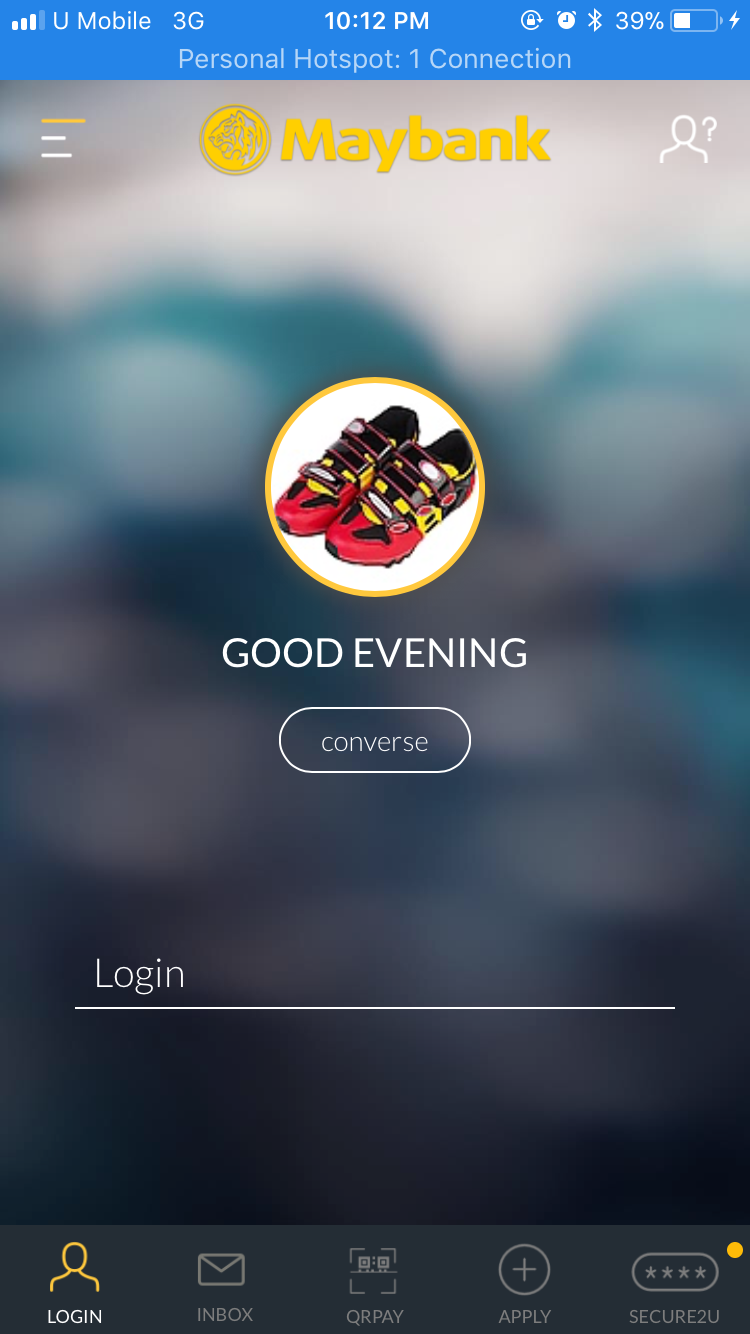 U Mobile 3G 10:12 PM 39%
Personal Hotspot: 1 Connection
Maybank
GOOD EVENING
converse
Login
LOGIN INBOX QRPAY APPLY SECURE2U